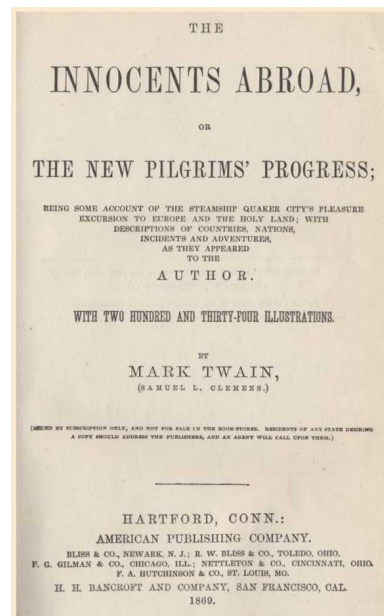 THE
INNOCENTS ABROAD,
OR
THE NEW PILGRIMS' PROGRESS;
BEING SOME ACCOUNT OF THE STEAMSHIP QUAKER CITY'S PLEASURE
EXCURSION TO EUROPE AND THE HOLY LAND; WITH
DESCRIPTIONS OF COUNTRIES, NATIONS,
INCIDENTS AND ADVENTURES,
AS THEY APPEARED
TO THE
AUTHOR.
WITH TWO HUNDRED AND THIRTY-FOUR ILLUSTRATIONS.
BY
MARK TWAIN,
(SAMUEL L. CLEMENS.)
(ISSUED BY SUBSCRIPTION ONLY, AND NOT FOR SALE IN THE BOOK-STORES. RESIDENTS OF ANY STATE DESIRING
A COPY SHOULD ADDRESS THE PUBLISHERS, AND AN AGENT WILL CALL UPON THEM.)
HARTFORD, CONN.:
AMERICAN PUBLISHING COMPANY.
BLISS & CO., NEWARK, N. J.; R. W. BLISS & CO., TOLEDO, OHIO.
F. G. GILMAN & CO., CHICAGO, ILL.; NETTLETON & CO., CINCINNATI, OHIO.
F. A. HUTCHINSON & CO., ST. LOUIS, MO.
H. H. BANCROFT AND COMPANY, SAN FRANCISCO, CAL.
1869.